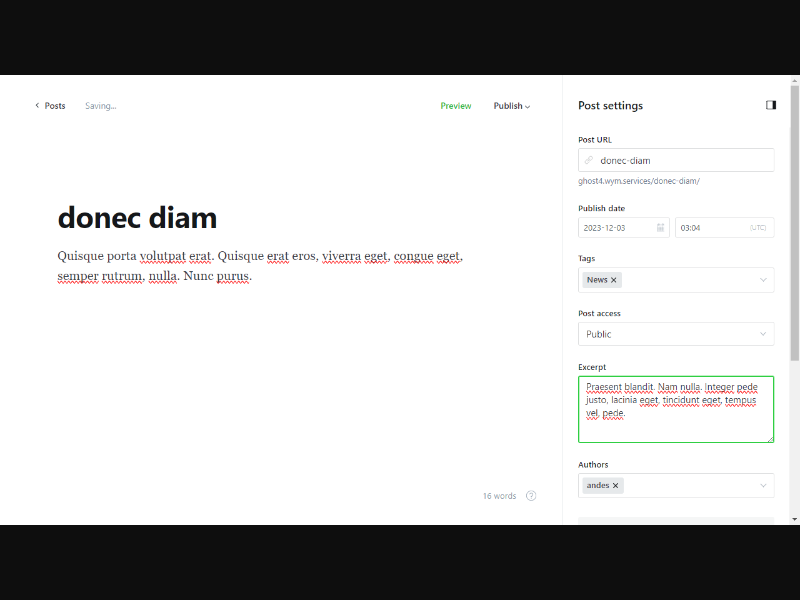 Posts
Saving...
Preview
Publish
donec diam
Quisque porta volutpat erat. Quisque erat eros, viverra eget, congue eget,
semper rutrum, nulla. Nunc purus.
16 words
?
Post settings
Post URL
donec-diam
ghost4.wym.services/donec-diam/
Publish date
2023-12-03
03:04
(UTC)
Tags
News
Post access
Public
Excerpt
Praesent blandit. Nam nulla. Integer pede
justo, lacinia eget, tincidunt eget, tempus
vel, pede.
Authors
andes